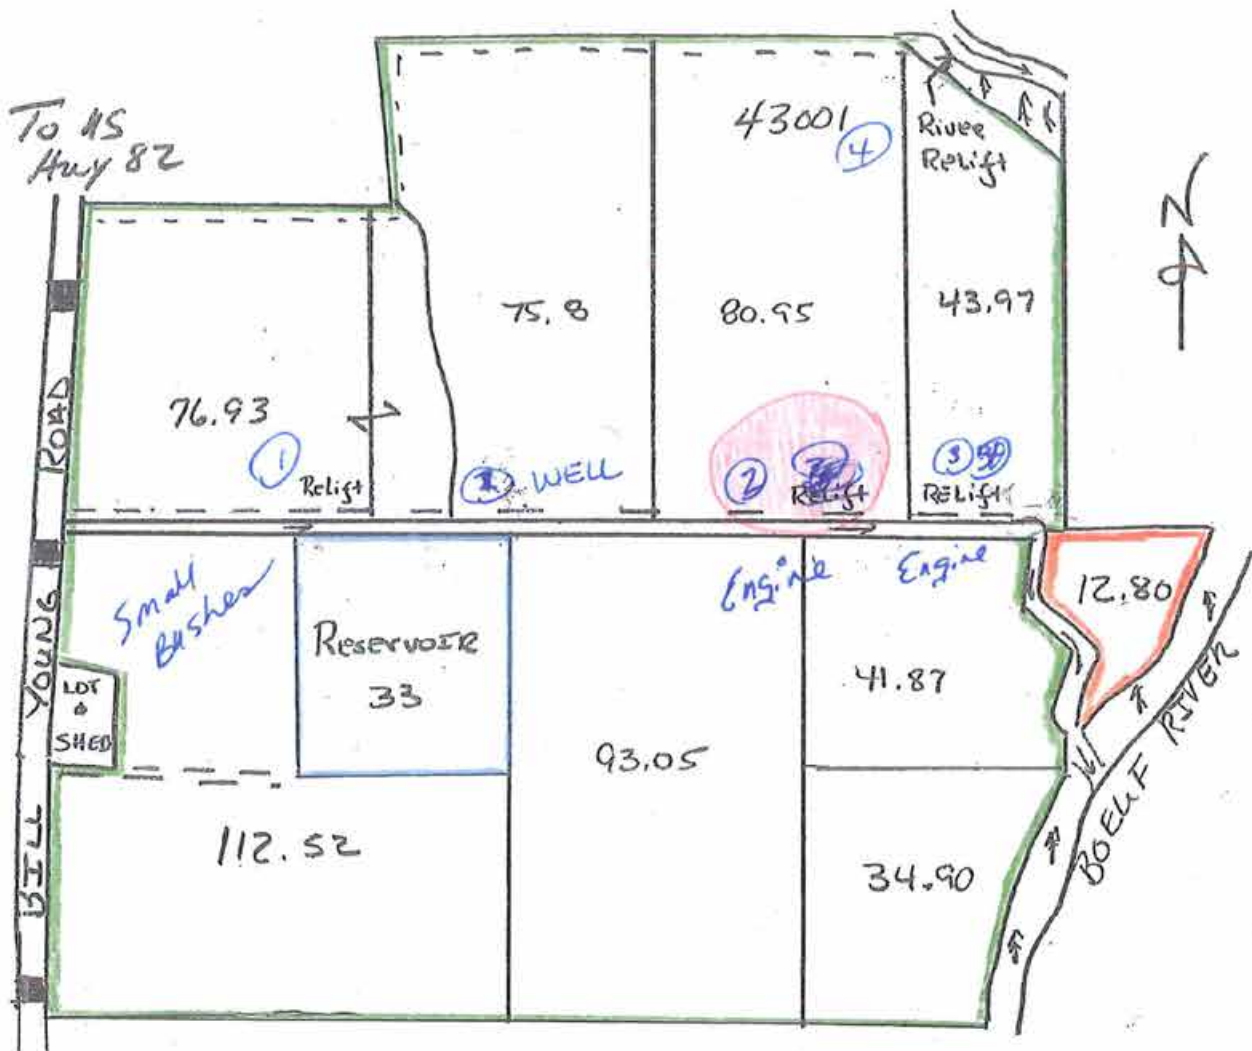 To US
Hwy 82
43001
4
River
Relift
N
75.8
80.95
43.97
76.93
1
Relift
WELL
2
Relift
3
Relift
ROAD
YOUNG
BILL
Small
Bushes
Engine
Engine
12.80
Reservoir
33
LOT
&
SHED
41.87
93.05
BOEUF RIVER
112.52
34.90